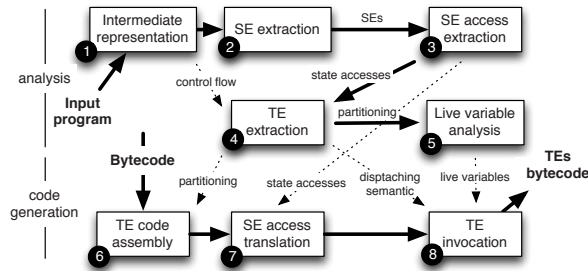 Intermediate
representation
1
SE extraction
2
SEs
SE access
extraction
3
analysis
control flow
state accesses
Input
program
TE
extraction
4
partitioning
Live variable
analysis
5
Bytecode
TEs
bytecode
code
generation
partitioning
state accesses
disptaching
semantic
live variables
TE code
assembly
6
SE access
translation
7
TE
invocation
8